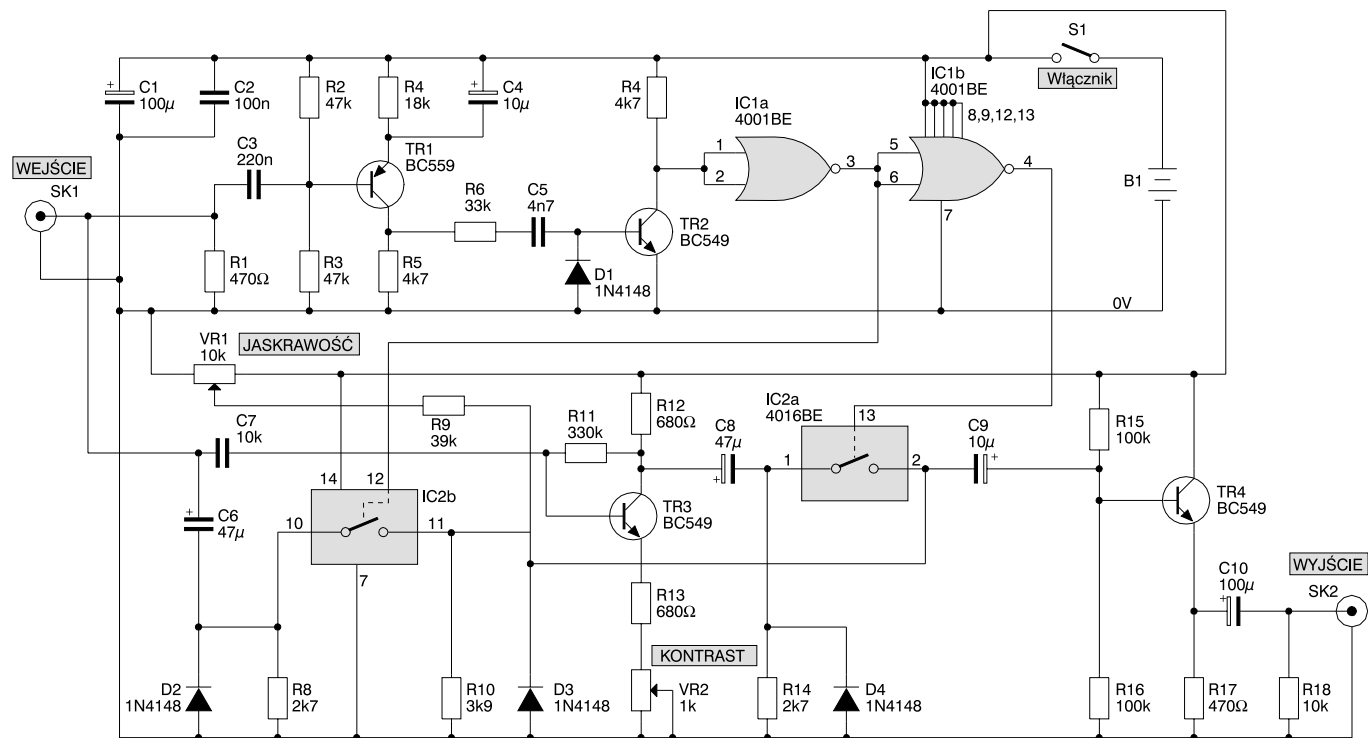 S1
Włącznik
C1
100µ
C2
100n
R2
47k
R4
18k
C4
10µ
R4
4k7
IC1a
4001BE
IC1b
4001BE
8,9,12,13
WEJŚCIE
SK1
C3
220n
TR1
BC559
R6
33k
C5
4n7
1
2
3
5
6
4
7
B1
TR2
BC549
R1
470Ω
R3
47k
R5
4k7
D1
1N4148
0V
VR1
10k
JASKRAWOŚĆ
R9
39k
R11
330k
R12
680Ω
C8
47µ
IC2a
4016BE
13
1
2
C9
10µ
R15
100k
C7
10k
14
12
IC2b
10
11
7
C6
47µ
TR3
BC549
TR4
BC549
R13
680Ω
C10
100µ
WYJŚCIE
SK2
KONTRAST
VR2
1k
D2
1N4148
R8
2k7
R10
3k9
D3
1N4148
R14
2k7
D4
1N4148
R16
100k
R17
470Ω
R18
10k